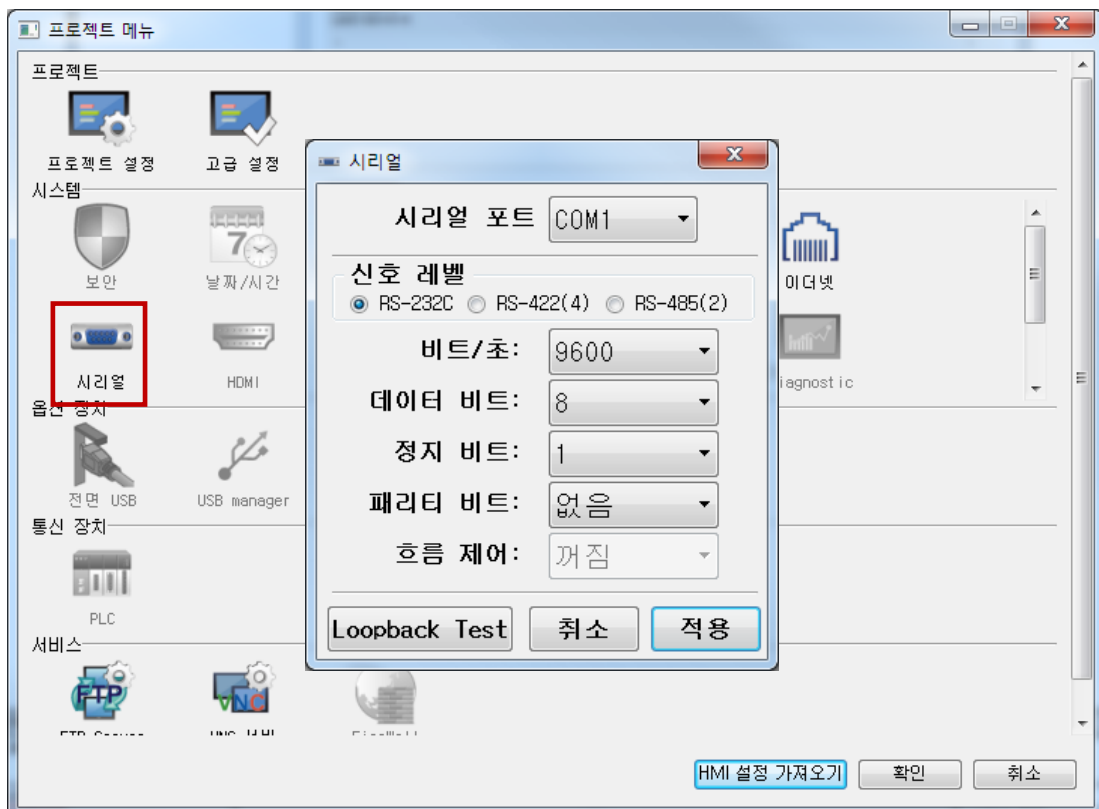 프로젝트 메뉴
프로젝트
프로젝트 설정
고급 설정
시스템
보안
날짜/시간
7
이더넷
시리얼
HDMI
iagnostic
옵션 장치
전면 USB
USB manager
통신 장치
PLC
서비스
FTP
VNC
시리얼
시리얼 포트 COM1
신호 레벨
RS-232C RS-422(4) RS-485(2)
비트/초: 9600
데이터 비트: 8
정지 비트: 1
패리티 비트: 없음
흐름 제어: 꺼짐
Loopback Test 취소 적용
HMI 설정 가져오기 확인 취소